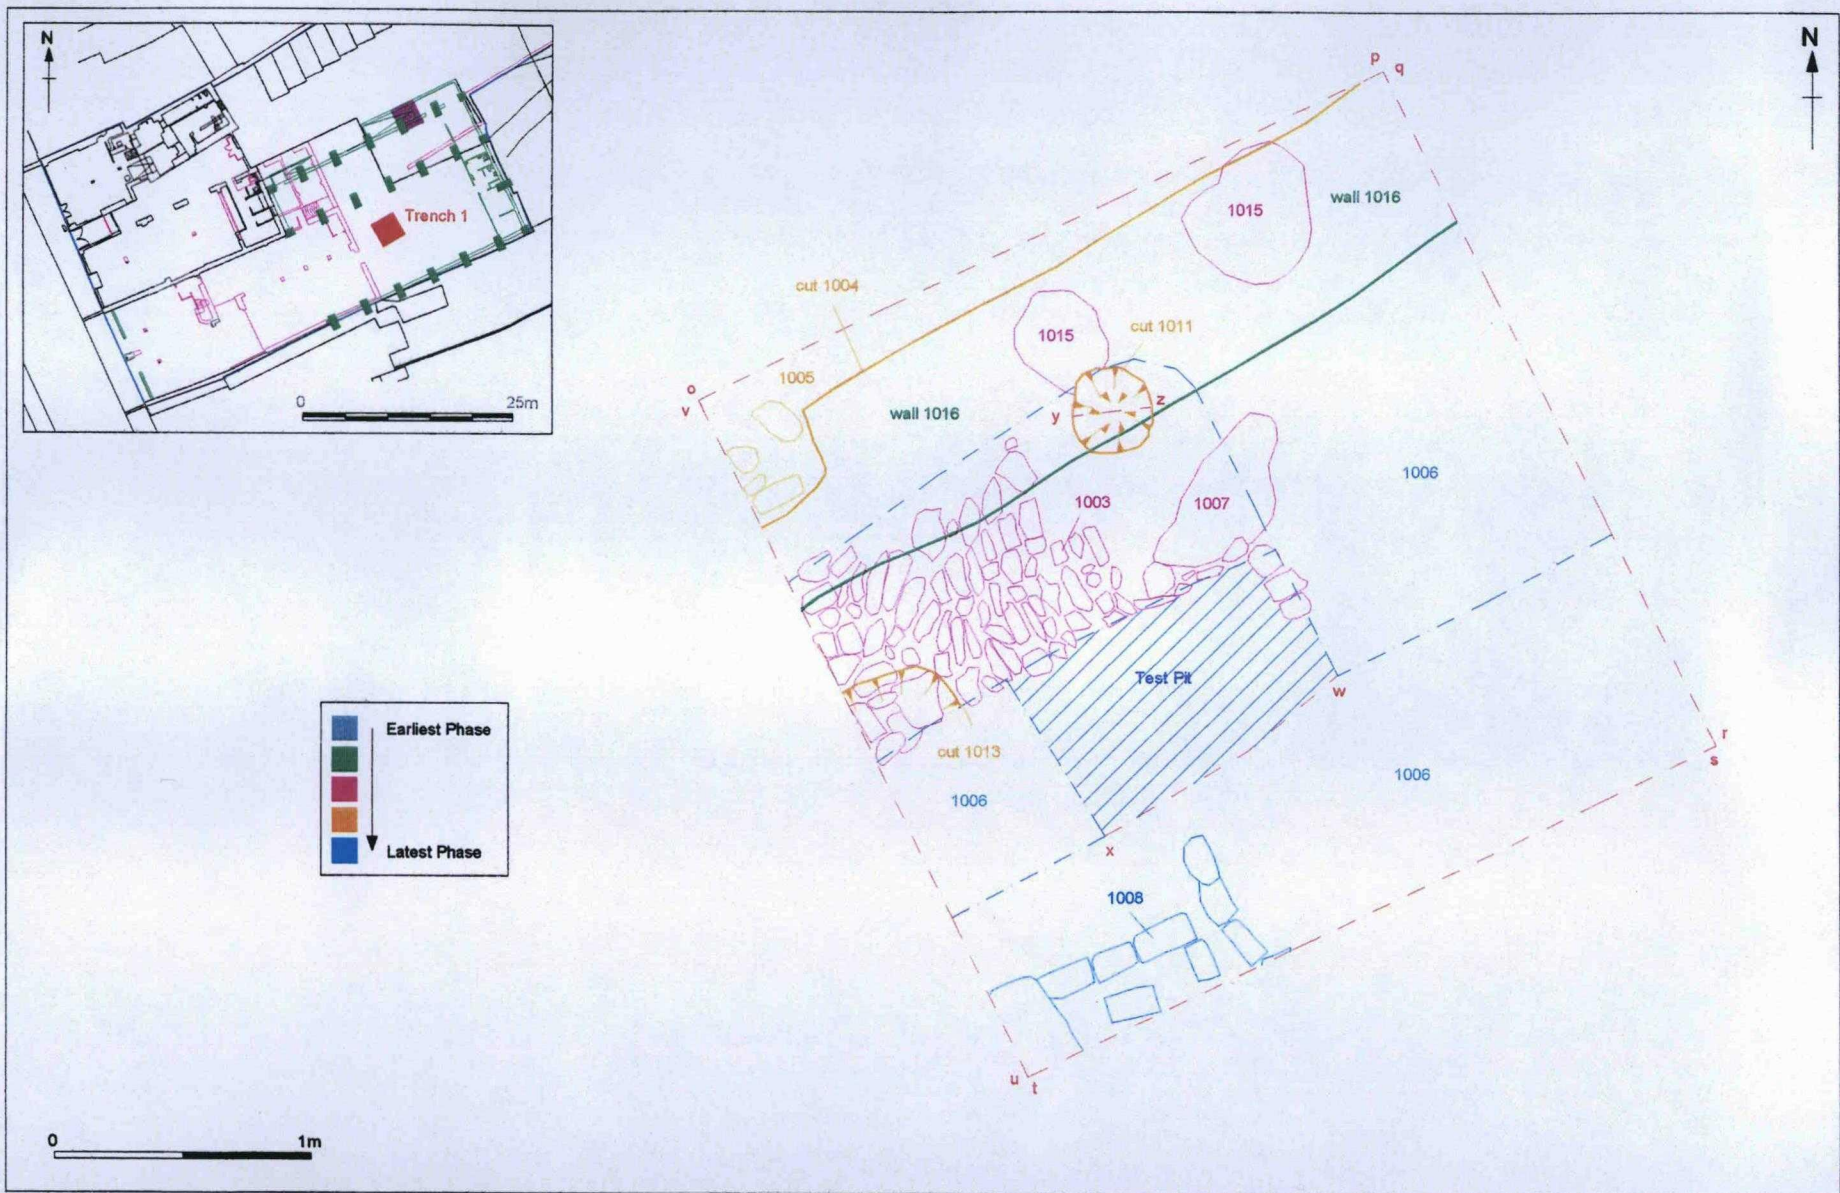 N
Trench 1
0 25m
N
p q
wall 1016
1015
cut 1004
1015
cut 1011
1005
o
v
wall 1016
y z
1006
1003
1007
Test Pit
w
cut 1013
1006
1006
r
s
x
1008
u t
Earliest Phase
Latest Phase
0 1m